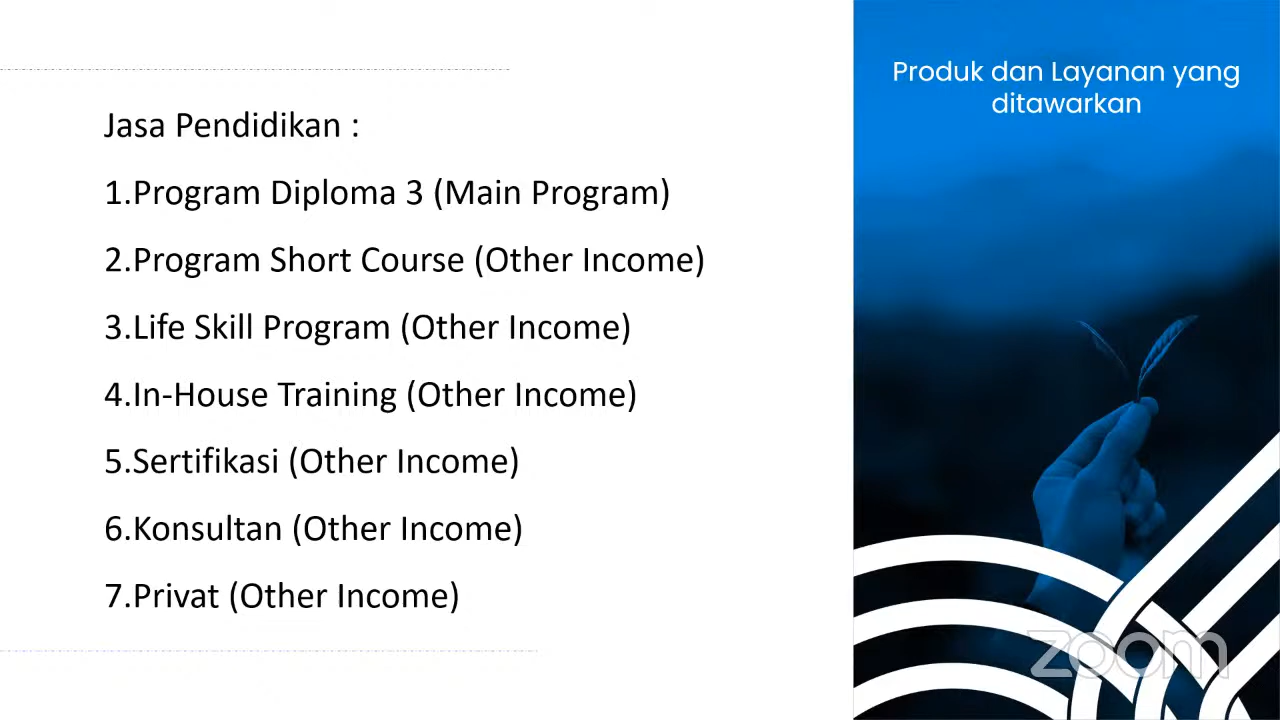 Produk dan Layanan yang
ditawarkan
Jasa Pendidikan :
1.Program Diploma 3 (Main Program)
2.Program Short Course (Other Income)
3.Life Skill Program (Other Income)
4.In-House Training (Other Income)
5.Sertifikasi (Other Income)
6.Konsultan (Other Income)
7.Privat (Other Income)
zoom